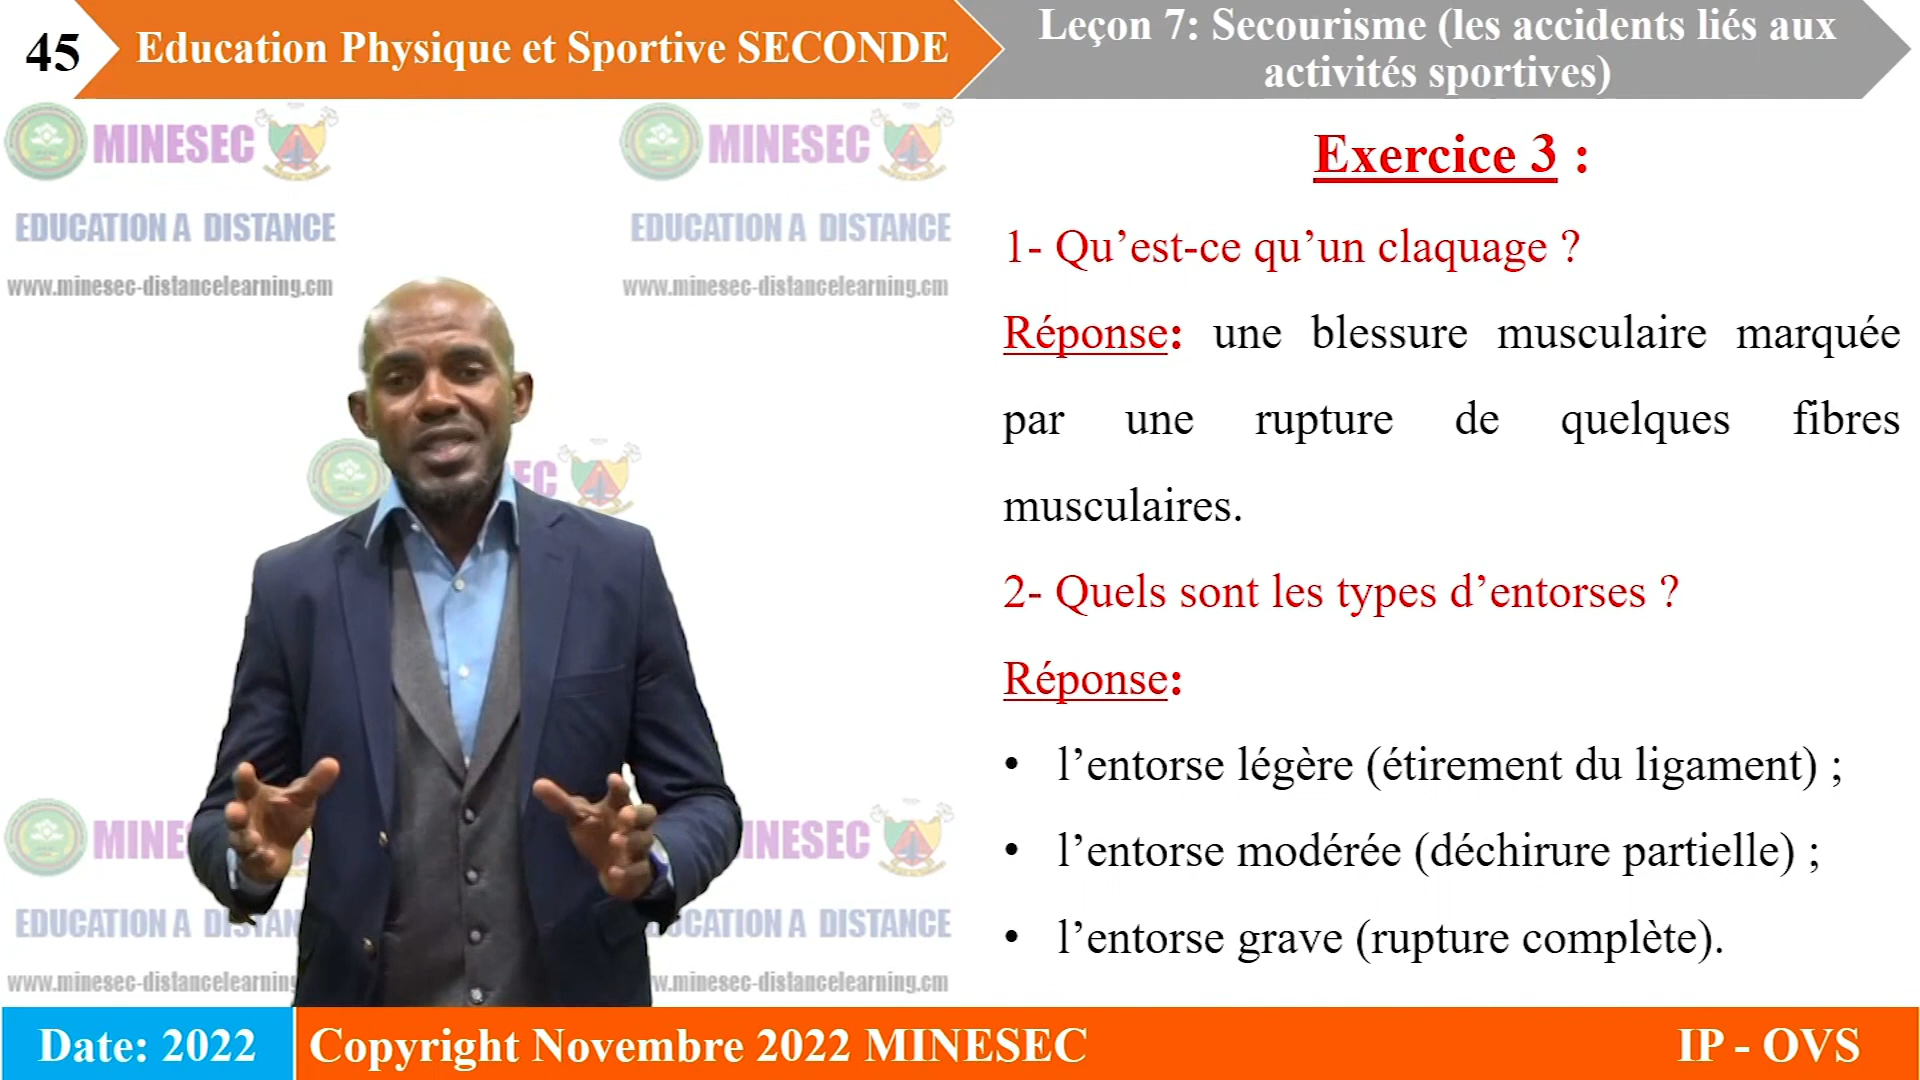 45
Education Physique et Sportive SECONDE
Leçon 7: Secourisme (les accidents liés aux
activités sportives)
MINESEC
EDUCATION A DISTANCE
www.minesec-distancelearning.cm
MINESEC
EDUCATION A DISTANCE
www.minesec-distancelearning.cm
Exercice 3 :
1- Qu’est-ce qu’un claquage ?
Réponse: une blessure musculaire marquée
par une rupture de quelques fibres
musculaires.
2- Quels sont les types d’entorses ?
Réponse:
• l’entorse légère (étirement du ligament) ;
• l’entorse modérée (déchirure partielle) ;
• l’entorse grave (rupture complète).
Date: 2022
Copyright Novembre 2022 MINESEC
IP - OVS